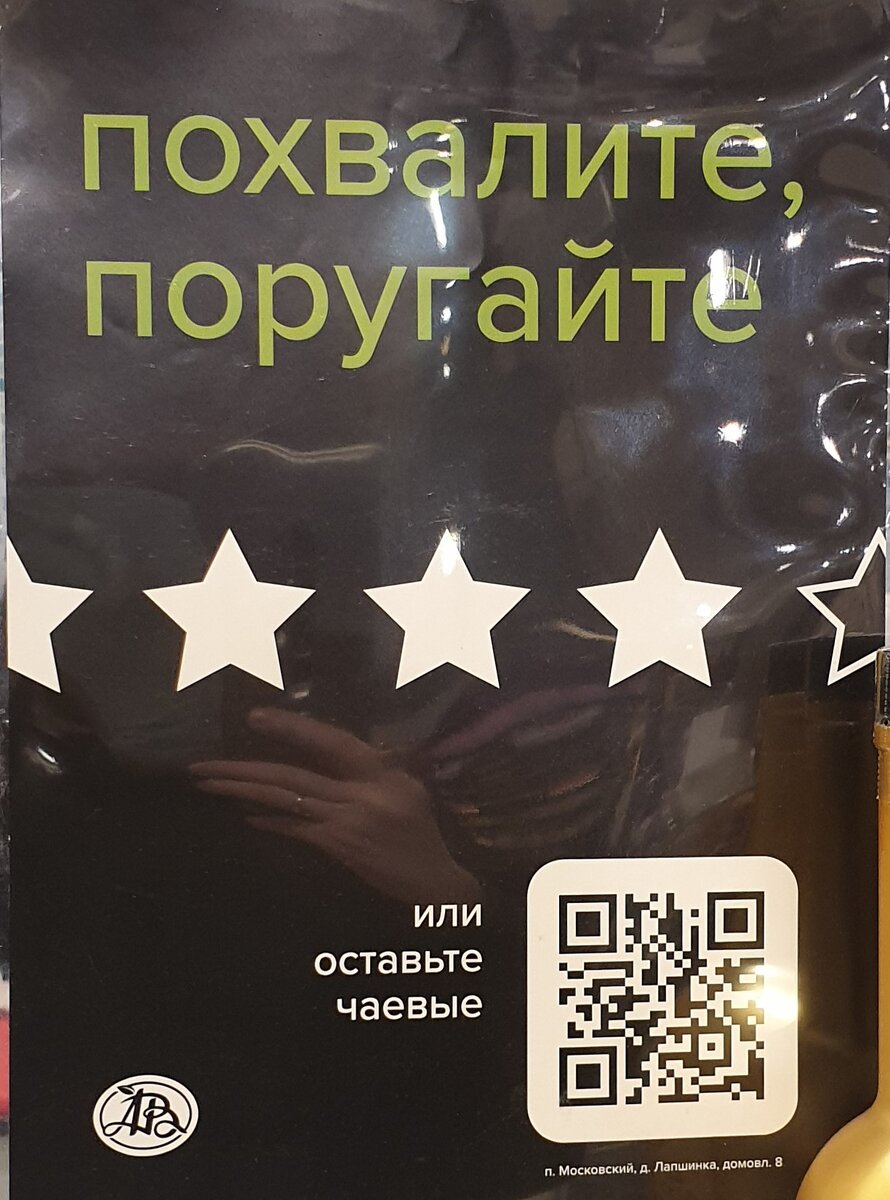 похвалите,
поругайте
или
оставьте
чаевые
п. Московский, д. Лапшинка, домовл. 8